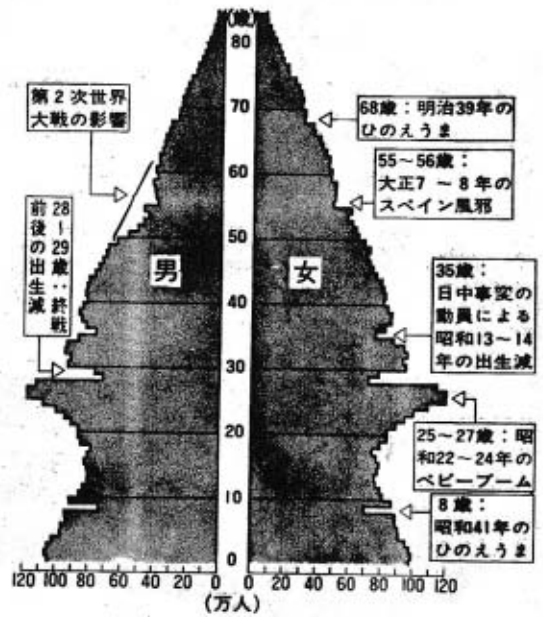 (歳)
80
70
60
50
40
30
20
10
0
第2次世界
大戦の影響
28〜29歳:終戦
前後の出生減
男
女
68歳:明治39年の
ひのえうま
55〜56歳:
大正7〜8年の
スペイン風邪
35歳:
日中事変の
動員による
昭和13〜14
年の出生減
25〜27歳:昭
和22〜24年の
ベビーブーム
8歳:
昭和41年の
ひのえうま
120 100 80 60 40 20 0
0 20 40 60 80 100 120
(万人)